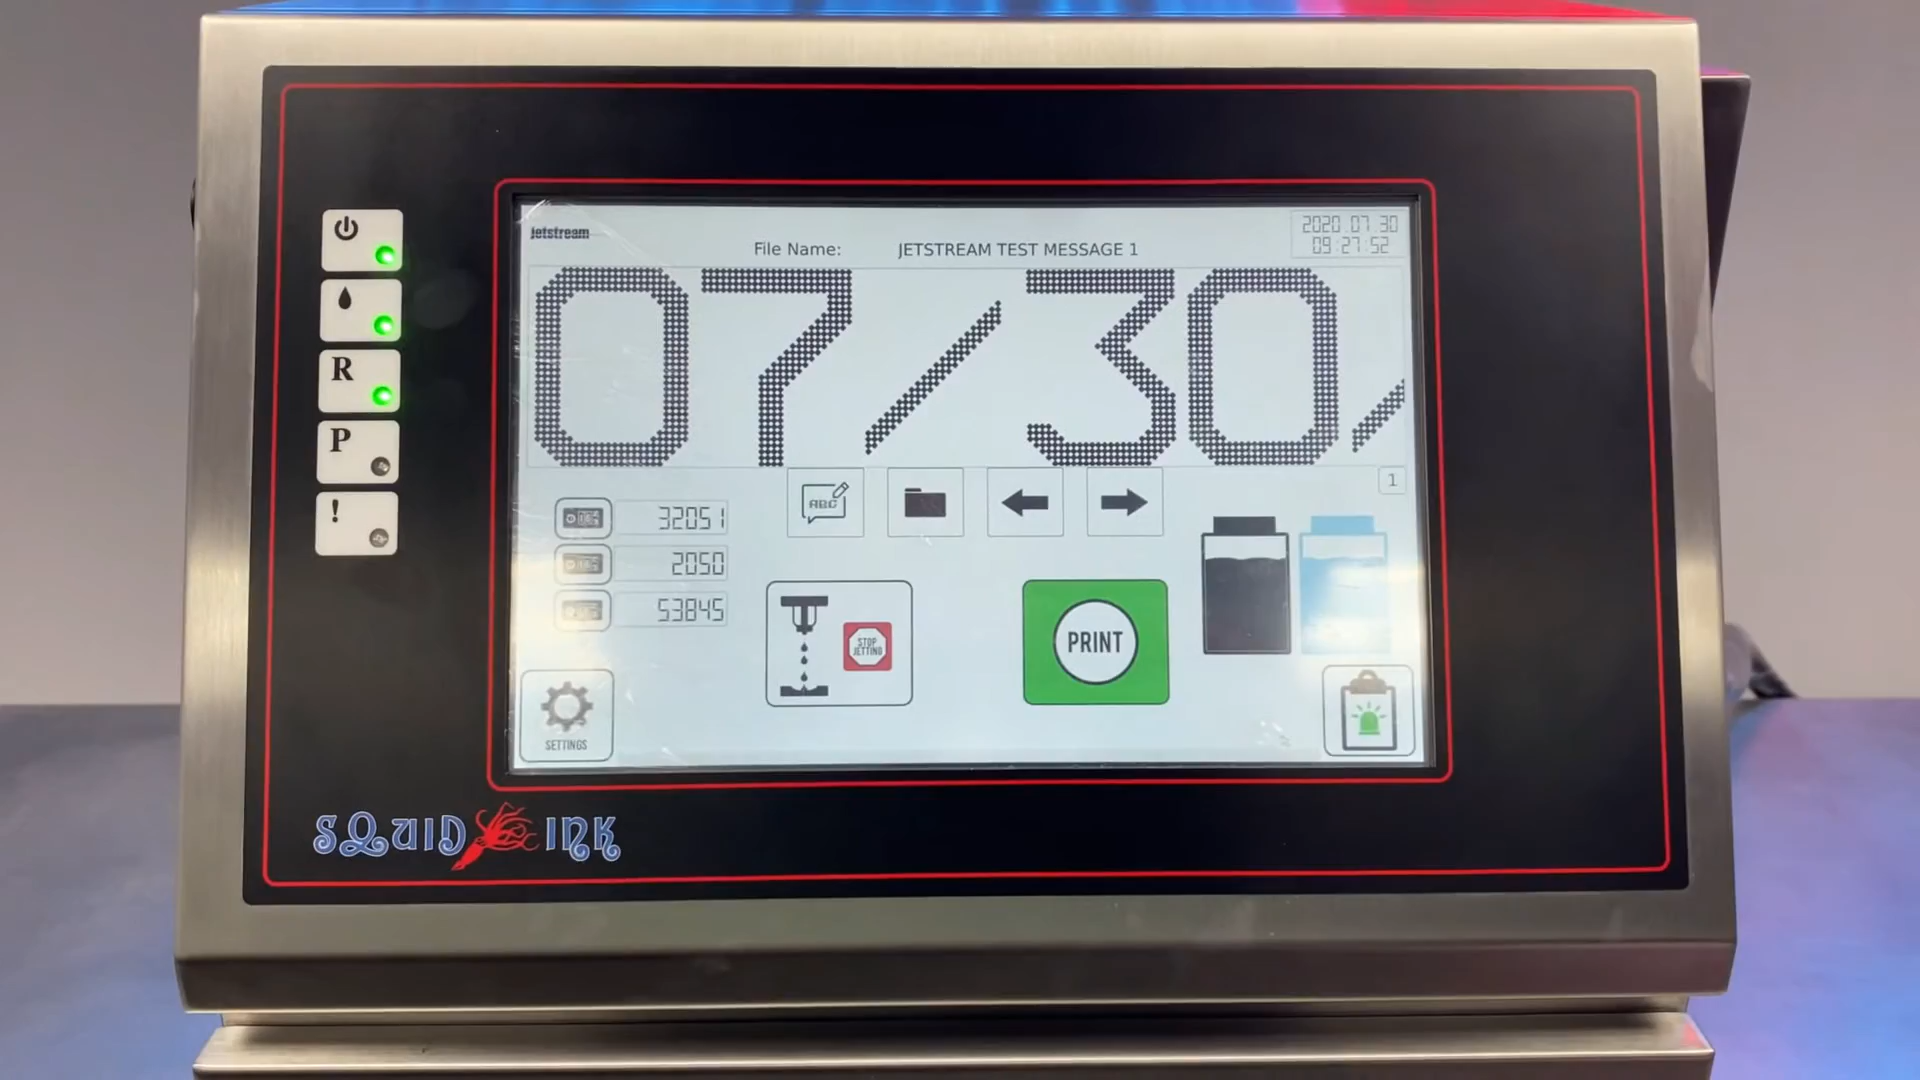 jetstream
File Name: JETSTREAM TEST MESSAGE 1
2020.07.30
09:27:52
07/30/
R
P
!
ABC
1
32051
2050
53845
STOP JETTING
PRINT
SETTINGS
SQUID INK